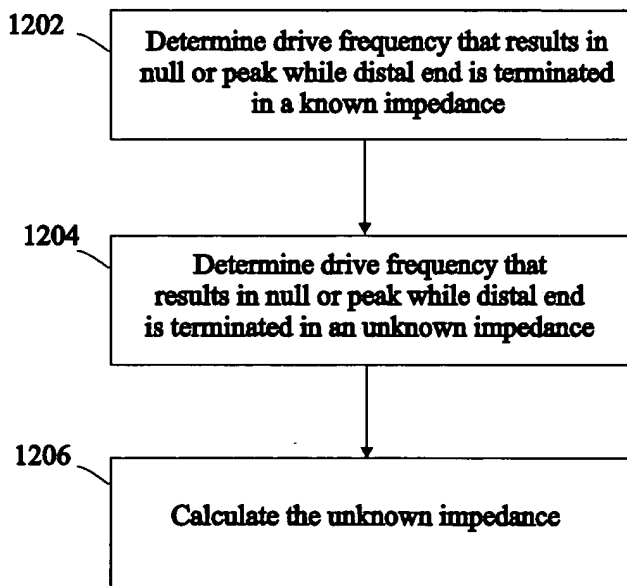 1202
Determine drive frequency that results in
null or peak while distal end is terminated
in a known impedance
1204
Determine drive frequency that
results in null or peak while distal end
is terminated in an unknown impedance
1206
Calculate the unknown impedance